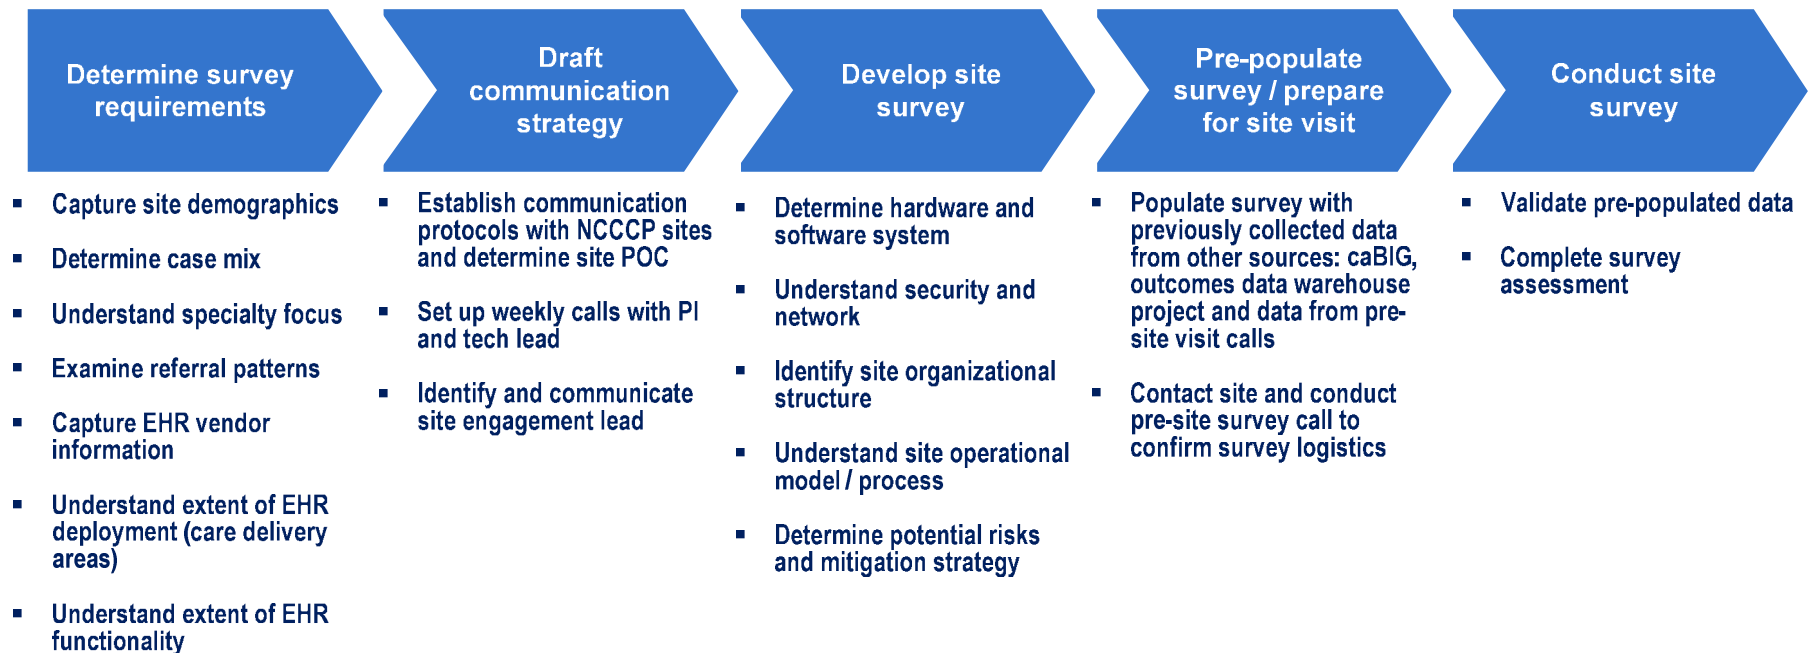 Determine survey
requirements
Draft
communication
strategy
Develop site
survey
Pre-populate
survey / prepare
for site visit
Conduct site
survey
▪ Capture site demographics
▪ Determine case mix
▪ Understand specialty focus
▪ Examine referral patterns
▪ Capture EHR vendor
information
▪ Understand extent of EHR
deployment (care delivery
areas)
▪ Understand extent of EHR
functionality
▪ Establish communication
protocols with NCCCP sites
and determine site POC
▪ Set up weekly calls with PI
and tech lead
▪ Identify and communicate
site engagement lead
▪ Determine hardware and
software system
▪ Understand security and
network
▪ Identify site organizational
structure
▪ Understand site operational
model / process
▪ Determine potential risks
and mitigation strategy
▪ Populate survey with
previously collected data
from other sources: caBIG,
outcomes data warehouse
project and data from pre-
site visit calls
▪ Contact site and conduct
pre-site survey call to
confirm survey logistics
▪ Validate pre-populated data
▪ Complete survey
assessment